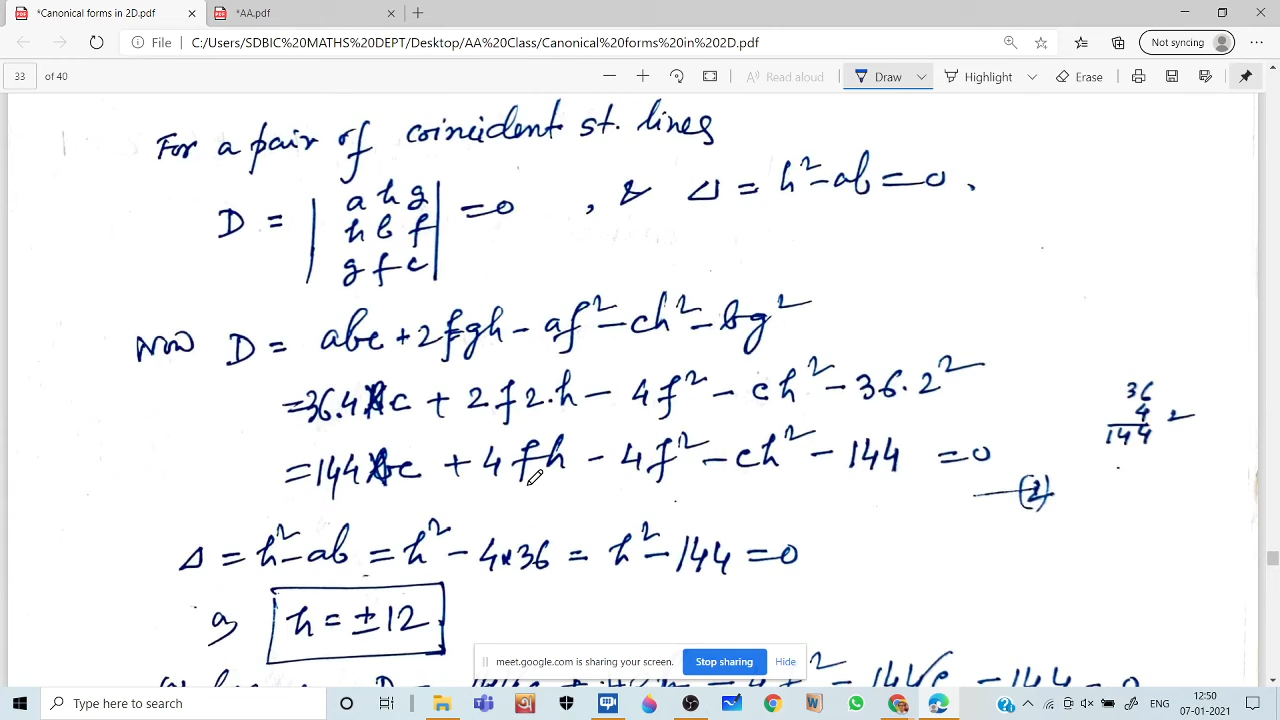 *Canonical forms in 2D.pdf
*AA.pdf
File C:/Users/SDBIC%20MATHS%20DEPT/Desktop/AA%20Class/Canonical%20forms%20in%202D.pdf
Not syncing
33 of 40
Read aloud
Draw
Highlight
Erase
For a pair of coincident st. lines
D = | a h g
h b f
g f c | = 0 , & Δ = h² - ab = 0 .
Now D = abc + 2fgh - af² - ch² - bg²
= 36.4 c + 2f2.h - 4f² - ch² - 36.2²
= 144 c + 4fh - 4f² - ch² - 144 = 0
36
4
144
— (2)
Δ = h² - ab = h² - 4×36 = h² - 144 = 0
h = ±12
meet.google.com is sharing your screen.
Stop sharing
Hide
Type here to search
ENG
12:50
07-01-2021